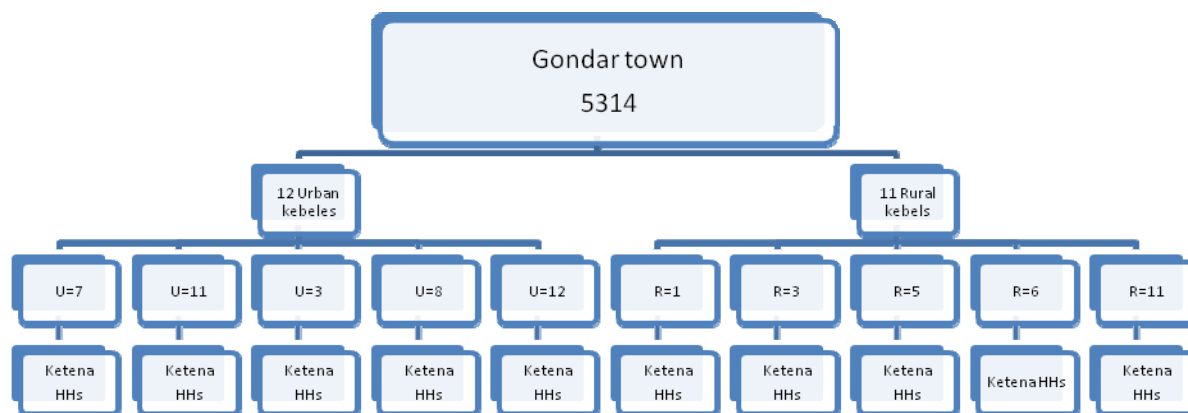 Gondar town
5314
12 Urban
kebeles
11 Rural
kebels
U=7
U=11
U=3
U=8
U=12
R=1
R=3
R=5
R=6
R=11
Ketena
HHs
Ketena
HHs
Ketena
HHs
Ketena
HHs
Ketena
HHs
Ketena
HHs
Ketena
HHs
Ketena
HHs
Ketena HHs
Ketena
HHs